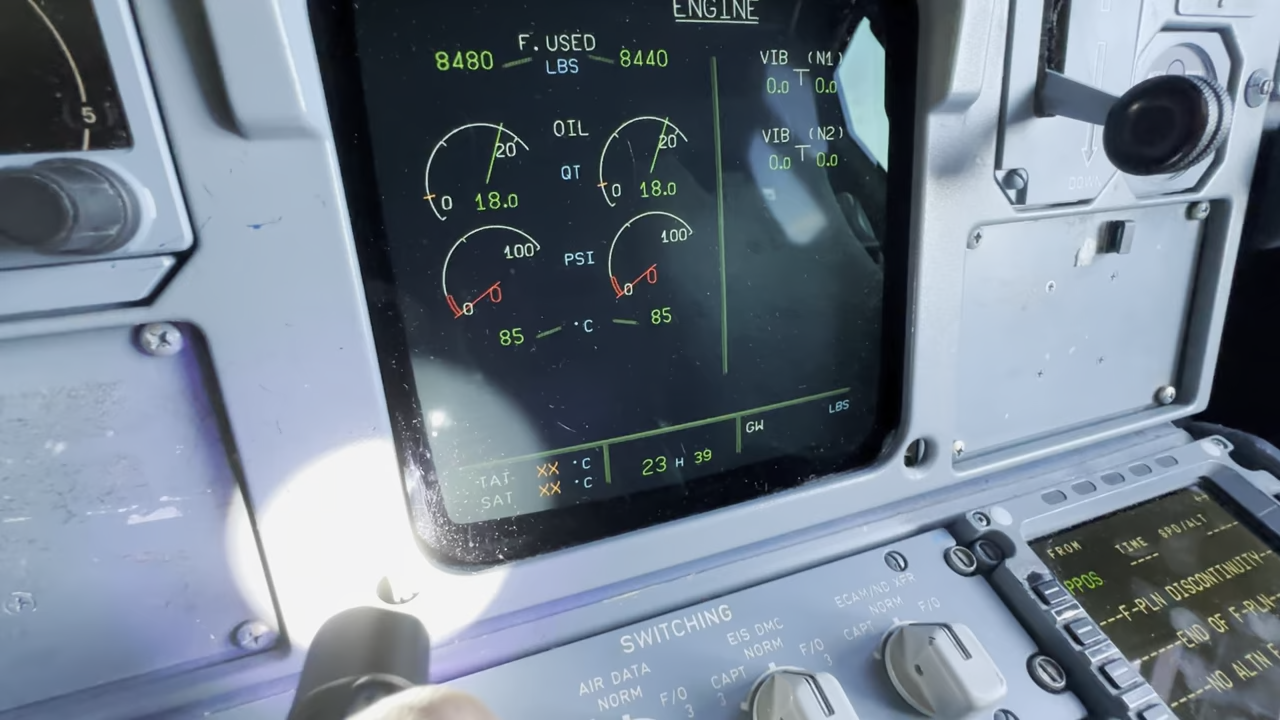 ENGINE
F.USED
8480 LBS 8440
VIB (N1)
0.0 0.0
OIL
20 20
QT
VIB (N2)
0.0 0.0
0 18.0 0 18.0
100 100
PSI
0 0 0 0
85 °C 85
5
TAT XX °C
SAT XX °C
23 H 39
GW LBS
DOWN
SWITCHING
AIR DATA
NORM
F/O
3
EIS DMC
NORM
CAPT F/O
3
ECAM/ND XFR
NORM
CAPT F/O
FROM TIME SPD/ALT
PPOS ---- ----
---F-PLN DISCONTINUITY--
-----END OF F-PLN-
-----NO ALTN F